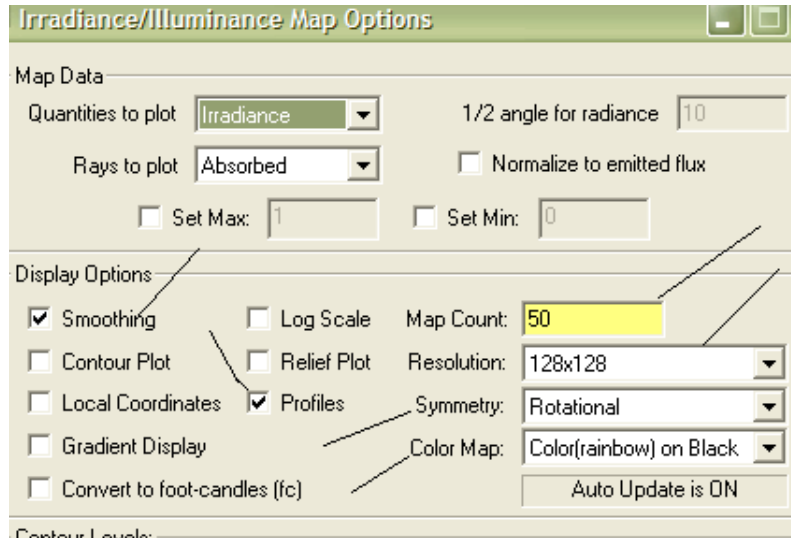 Irradiance/Illuminance Map Options
Map Data
Quantities to plot Irradiance 1/2 angle for radiance 10
Rays to plot Absorbed Normalize to emitted flux
Set Max: 1 Set Min: 0
Display Options
Smoothing Log Scale Map Count: 50
Contour Plot Relief Plot Resolution: 128x128
Local Coordinates Profiles Symmetry: Rotational
Gradient Display Color Map: Color(rainbow) on Black
Convert to foot-candles (fc) Auto Update is ON
Contour Levels: